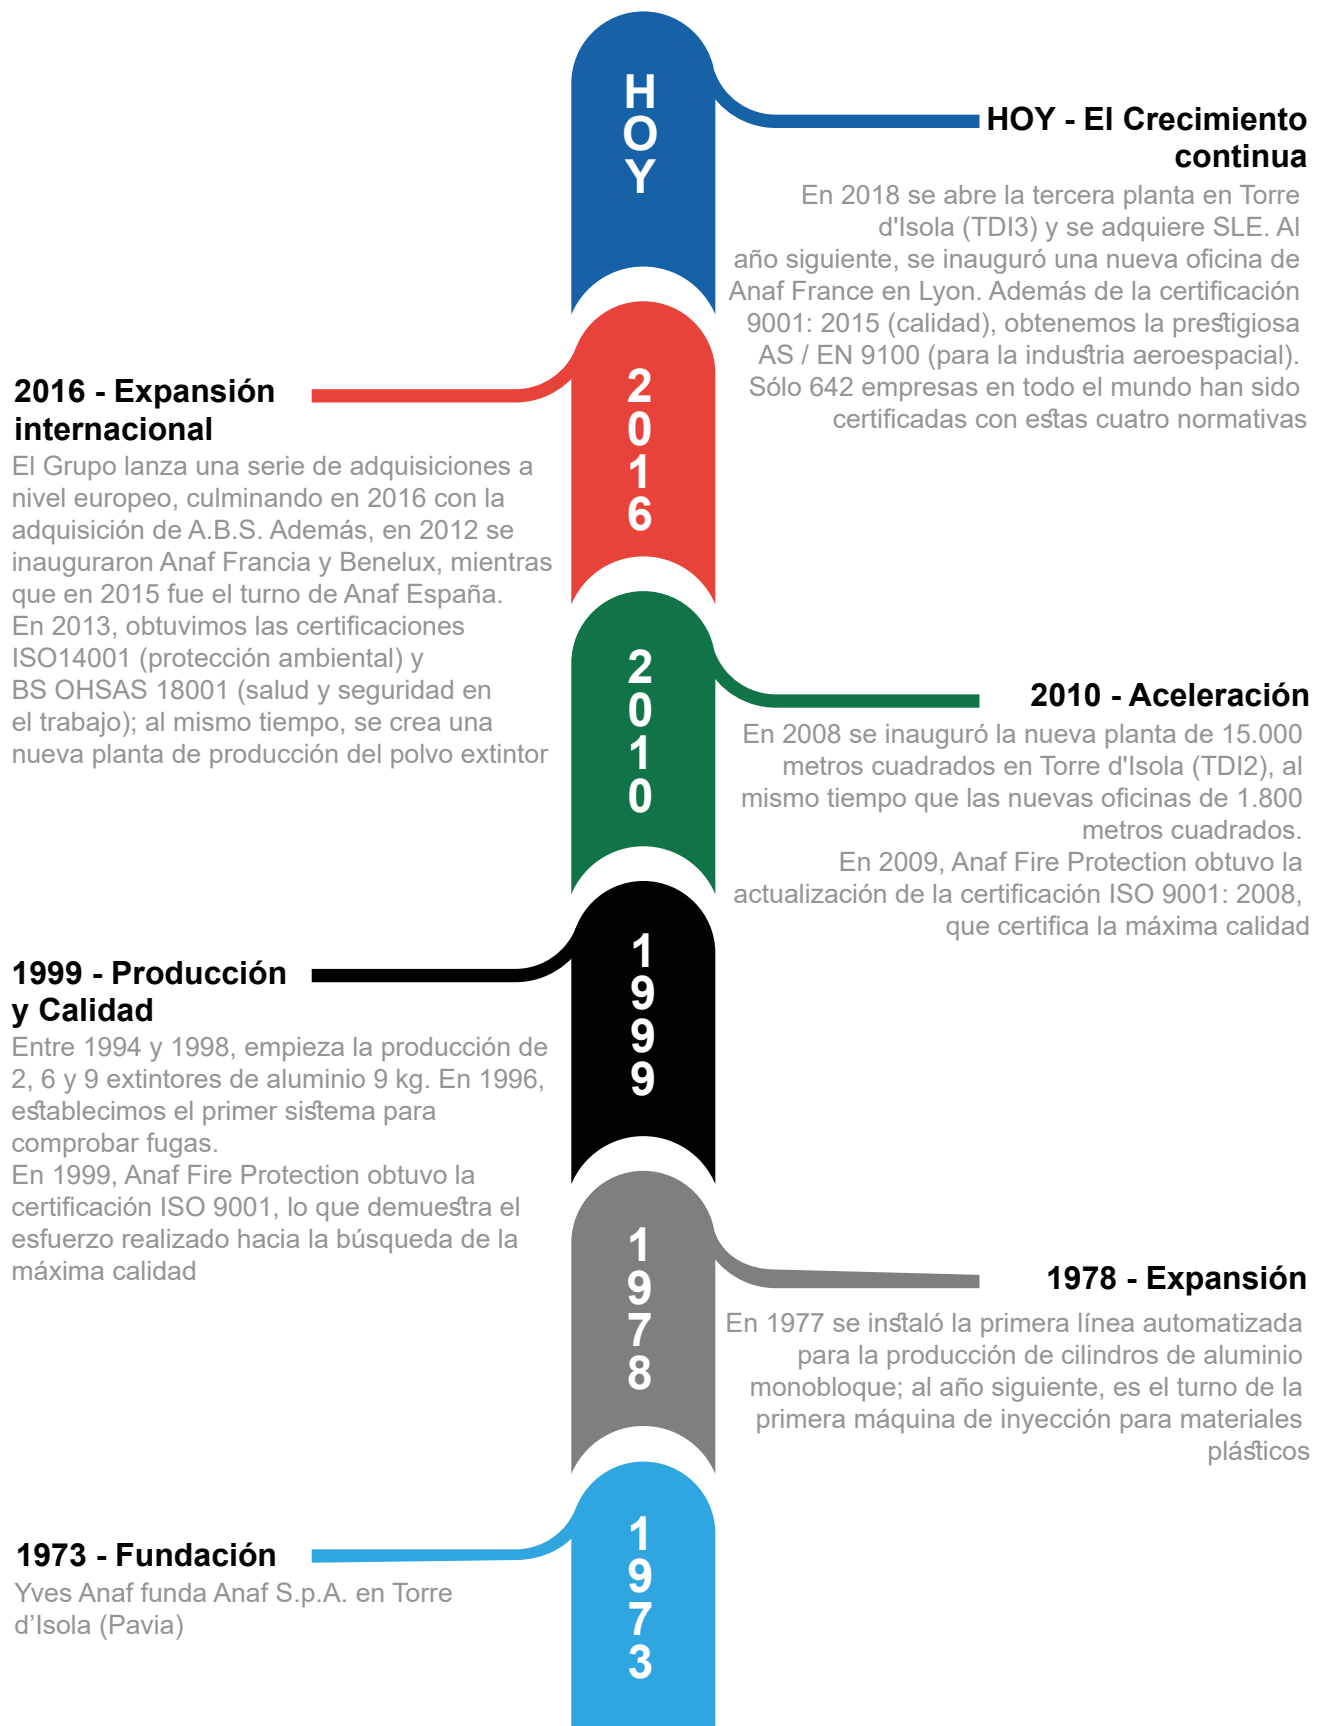 HOY
HOY - El Crecimiento
continua
En 2018 se abre la tercera planta en Torre
d'Isola (TDI3) y se adquiere SLE. Al
año siguiente, se inauguró una nueva oficina de
Anaf France en Lyon. Además de la certificación
9001: 2015 (calidad), obtenemos la prestigiosa
AS / EN 9100 (para la industria aeroespacial).
Sólo 642 empresas en todo el mundo han sido
certificadas con estas cuatro normativas
2016
2016 - Expansión
internacional
El Grupo lanza una serie de adquisiciones a
nivel europeo, culminando en 2016 con la
adquisición de A.B.S. Además, en 2012 se
inauguraron Anaf Francia y Benelux, mientras
que en 2015 fue el turno de Anaf España.
En 2013, obtuvimos las certificaciones
ISO14001 (protección ambiental) y
BS OHSAS 18001 (salud y seguridad en
el trabajo); al mismo tiempo, se crea una
nueva planta de producción del polvo extintor
2010
2010 - Aceleración
En 2008 se inauguró la nueva planta de 15.000
metros cuadrados en Torre d'Isola (TDI2), al
mismo tiempo que las nuevas oficinas de 1.800
metros cuadrados.
En 2009, Anaf Fire Protection obtuvo la
actualización de la certificación ISO 9001: 2008,
que certifica la máxima calidad
1999
1999 - Producción
y Calidad
Entre 1994 y 1998, empieza la producción de
2, 6 y 9 extintores de aluminio 9 kg. En 1996,
establecimos el primer sistema para
comprobar fugas.
En 1999, Anaf Fire Protection obtuvo la
certificación ISO 9001, lo que demuestra el
esfuerzo realizado hacia la búsqueda de la
máxima calidad
1978
1978 - Expansión
En 1977 se instaló la primera línea automatizada
para la producción de cilindros de aluminio
monobloque; al año siguiente, es el turno de la
primera máquina de inyección para materiales
plásticos
1973
1973 - Fundación
Yves Anaf funda Anaf S.p.A. en Torre
d’Isola (Pavia)